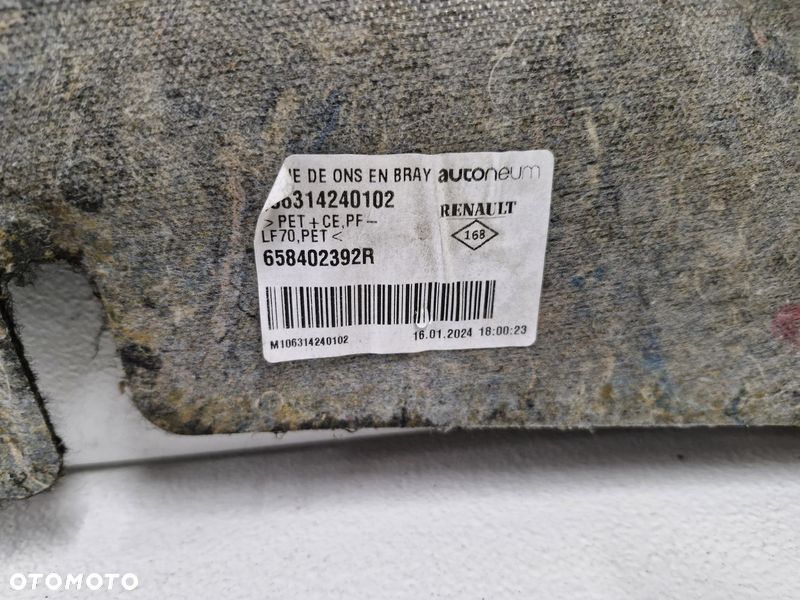 DE ONS EN BRAY autoneum
06314240102
>PET+CE,PF- RENAULT
LF70,PET< 168
658402392R
M106314240102 16.01.2024 18:00:23
OTOMOTO